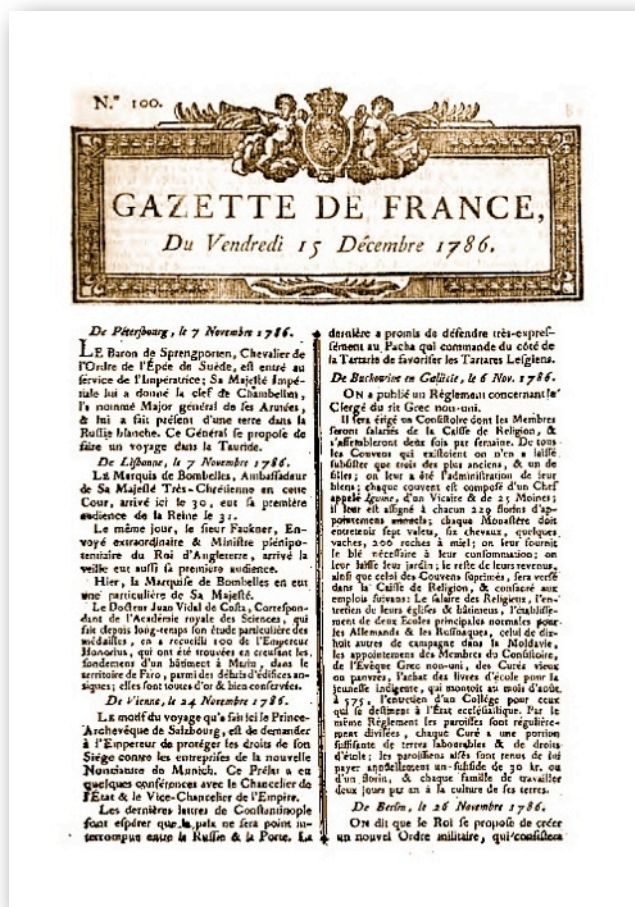 N.º 100.
GAZETTE DE FRANCE,
Du Vendredi 15 Décembre 1786.
De Pétersbourg, le 7 Novembre 1786.
LE Baron de Sprengporten, Chevalier de
l'Ordre de l'Épée de Suède, est entré au
service de l'Impératrice; Sa Majesté Impé-
riale lui a donné la clef de Chambellan,
l'a nommé Major général de ses Armées,
& lui a fait présent d'une terre dans la
Russie blanche. Ce Général se propose de
faire un voyage dans la Tauride.
De Lisbonne, le 7 Novembre 1786.
LE Marquis de Bombelles, Ambassadeur
de Sa Majesté Très-Chrétienne en cette
Cour, arrivé ici le 30, eut sa première
audience de la Reine le 31.
Le même jour, le sieur Faukner, En-
voyé extraordinaire & Ministre plénipo-
tentiaire du Roi d'Angleterre, arrivé la
veille eut aussi sa premiere audience.
Hier, la Marquise de Bombelles en eut
une particulière de Sa Majesté.
Le Docteur Juan Vidal de Costa, Correspon-
dant de l'Académie royale des Sciences, qui
fait depuis long-temps son étude particulière des
médailles, en a recueilli 100 de l'Empereur
Honorius, qui ont été trouvées en creusant les
fondemens d'un bâtiment à Marin, dans le
territoire de Faro, parmi des débris d'édifices an-
tiques; elles sont toutes d'or & bien conservées.
De Vienne, le 24 Novembre 1786.
LE motif du voyage qu'a fait ici le Prince-
Archevêque de Salzbourg, est de demander
à l'Empereur de protéger les droits de son
Siége contre les entreprises de la nouvelle
Nonciature de Munich. Ce Prélat a eu
quelques conférences avec le Chancelier de
l'État & le Vice-Chancelier de l'Empire.
Les dernières lettres de Constantinople
font espérer que la paix ne sera point in-
terrompue entre la Russie & la Porte. La
dernière a promis de défendre très-expres-
sément au Pacha qui commande du côté de
la Tartarie de favoriser les Tartares Lesgiens.
De Buchowine en Galicie, le 6 Nov. 1786.
ON a publié un Règlement concernant le
Clergé du rit Grec non-uni.
Il sera érigé un Consistoire dont les Membres
seront salariés de la Caisse de Religion, &
s'assembleront deux fois par semaine. De tous
les Couvens qui existoient on n'en a laissé
subsister que trois des plus anciens, & un de
filles; on leur a ôté l'administration de leur
biens; chaque couvent est composé d'un Chef
appelé Igume, d'un Vicaire & de 25 Moines;
il leur est assigné à chacun 229 florins d'ap-
pointemens annuels; chaque Monastère doit
entretenir sept valets, six chevaux, quelques
vaches, 200 roches à miel; on leur fournit
le blé nécessaire à leur consommation; on
leur laisse leur jardin; le reste de leurs revenus,
ainsi que celui des Couvens suprimés, sera versé
dans la Caisse de Religion, & consacré aux
emplois suivans: Le salaire des Religieux, l'en-
tretien de leurs églises & bâtimens, l'établisse-
ment de deux Ecoles principales normales pour
les Allemands & les Russnaques, celui de dix-
huit autres de campagne dans la Moldavie,
les appointemens des Membres du Consistoire,
de l'Evêque Grec non-uni, des Curés vieux
ou pauvres, l'achat des livres d'école pour la
jeunesse indigente, qui montoit au mois d'août
à 575, l'entretien d'un Collège pour ceux
qui se destinent à l'État ecclésiastique. Par le
même Règlement les paroisses sont régulière-
ment divisées, chaque Curé a une portion
suffisante de terres labourables & de droits
d'étole; les paroissiens aisés sont tenus de lui
payer annuellement un subside de 30 kr. ou
d'un florin, & chaque famille de travailler
deux jours par an à la culture de ses terres.
De Berlin, le 26 Novembre 1786.
ON dit que le Roi se propose de créer
un nouvel Ordre militaire, qui consistera